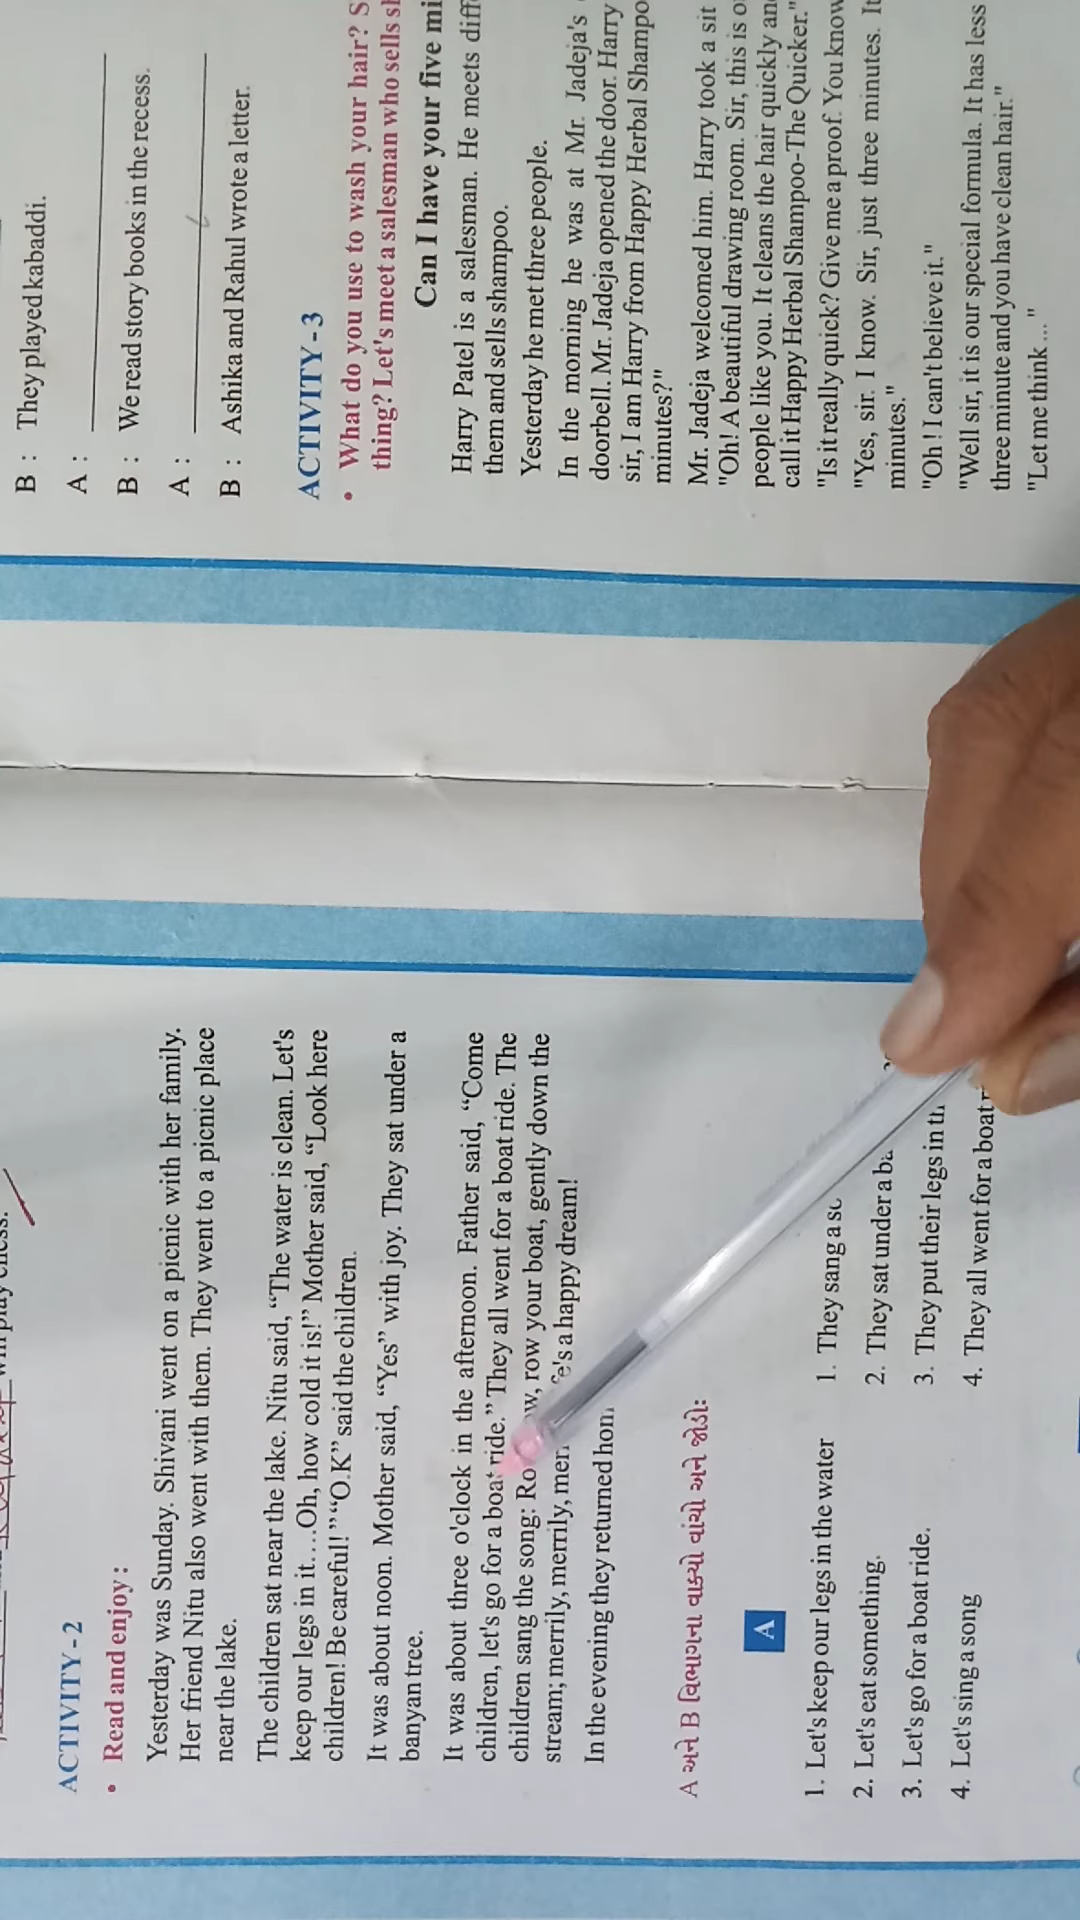 ACTIVITY - 2
• Read and enjoy :
Yesterday was Sunday. Shivani went on a picnic with her family.
Her friend Nitu also went with them. They went to a picnic place
near the lake.
The children sat near the lake. Nitu said, “The water is clean. Let's
keep our legs in it....Oh, how cold it is!” Mother said, “Look here
children! Be careful! ” “O.K” said the children.
It was about noon. Mother said, “Yes” with joy. They sat under a
banyan tree.
It was about three o'clock in the afternoon. Father said, “Come
children, let's go for a boat ride.” They all went for a boat ride. The
children sang the song: row your boat, gently down the
stream; merrily, merrily, a happy dream!
In the evening they returned
A અને B વિભાગના વાક્યો વાંચો અને જોડોઃ
A
1. Let's keep our legs in the water 1. They sang a
2. Let's eat something. 2. They sat under a
3. Let's go for a boat ride. 3. They put their legs in
4. Let's sing a song 4. They all went for a boat
B : They played kabaddi.
A :
B : We read story books in the recess.
A :
B : Ashika and Rahul wrote a letter.
ACTIVITY - 3
• What do you use to wash your hair? S
thing? Let's meet a salesman who sells
Can I have your five
Harry Patel is a salesman. He meets
them and sells shampoo.
Yesterday he met three people.
In the morning he was at Mr. Jadeja's
doorbell. Mr. Jadeja opened the door. Harry
sir, I am Harry from Happy Herbal
minutes?"
Mr. Jadeja welcomed him. Harry took a sit
"Oh! A beautiful drawing room. Sir, this is
people like you. It cleans the hair quickly
call it Happy Herbal Shampoo-The Quicker."
"Is it really quick? Give me a proof. You know
"Yes, sir. I know. Sir, just three minutes. It
minutes."
"Oh! I can't believe it."
"Well sir, it is our special formula. It has less
three minute and you have clean hair."
"Let me think ... "